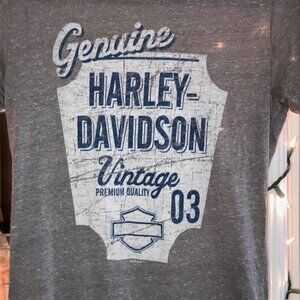 Genuine
HARLEY-
DAVIDSON
Vintage
PREMIUM QUALITY
03